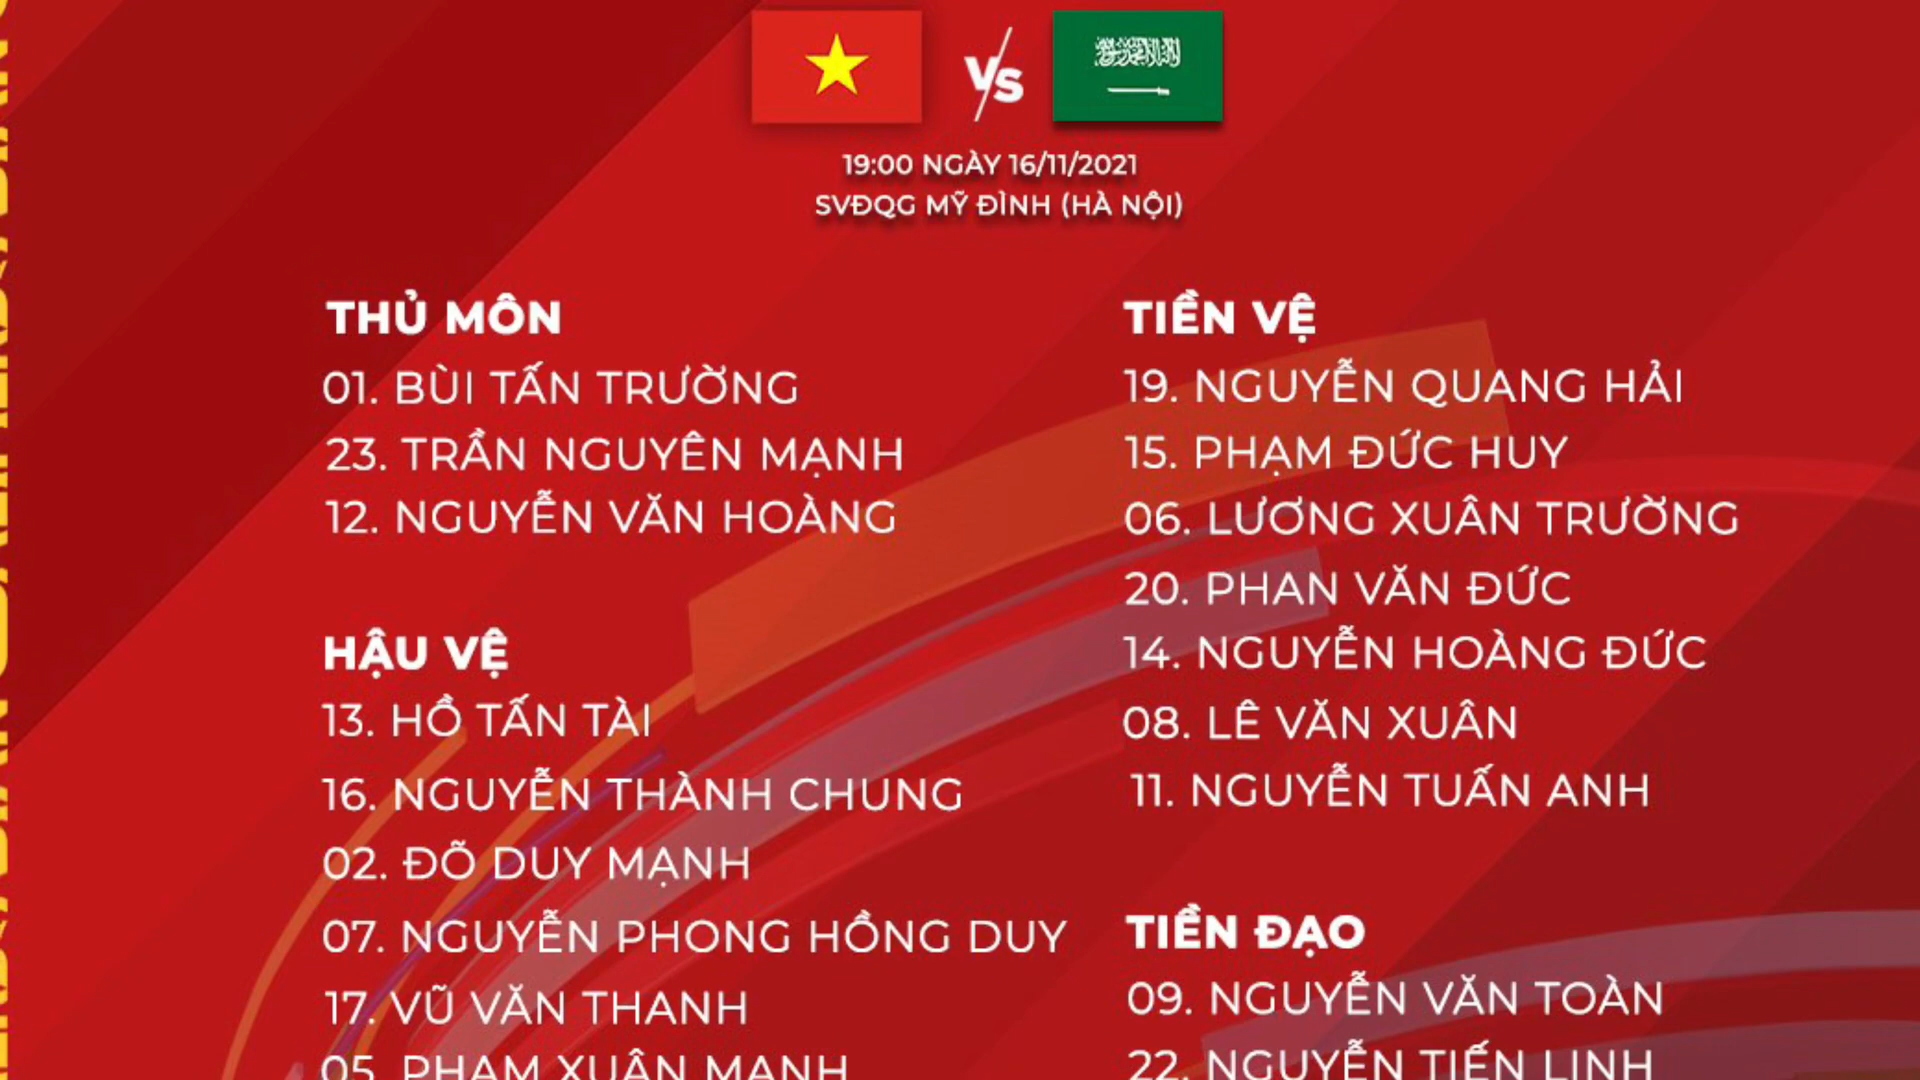 VS
19:00 NGÀY 16/11/2021
SVĐQG MỸ ĐÌNH (HÀ NỘI)
THỦ MÔN
01. BÙI TẤN TRƯỜNG
23. TRẦN NGUYÊN MẠNH
12. NGUYỄN VĂN HOÀNG
HẬU VỆ
13. HỒ TẤN TÀI
16. NGUYỄN THÀNH CHUNG
02. ĐÕ DUY MẠNH
07. NGUYỄN PHONG HỒNG DUY
17. VŨ VĂN THANH
05. PHẠM XUÂN MẠNH
TIỀN VỆ
19. NGUYỄN QUANG HẢI
15. PHẠM ĐỨC HUY
06. LƯƠNG XUÂN TRƯỜNG
20. PHAN VĂN ĐỨC
14. NGUYỄN HOÀNG ĐỨC
08. LÊ VĂN XUÂN
11. NGUYỄN TUẤN ANH
TIỀN ĐẠO
09. NGUYỄN VĂN TOÀN
22. NGUYỄN TIẾN LINH